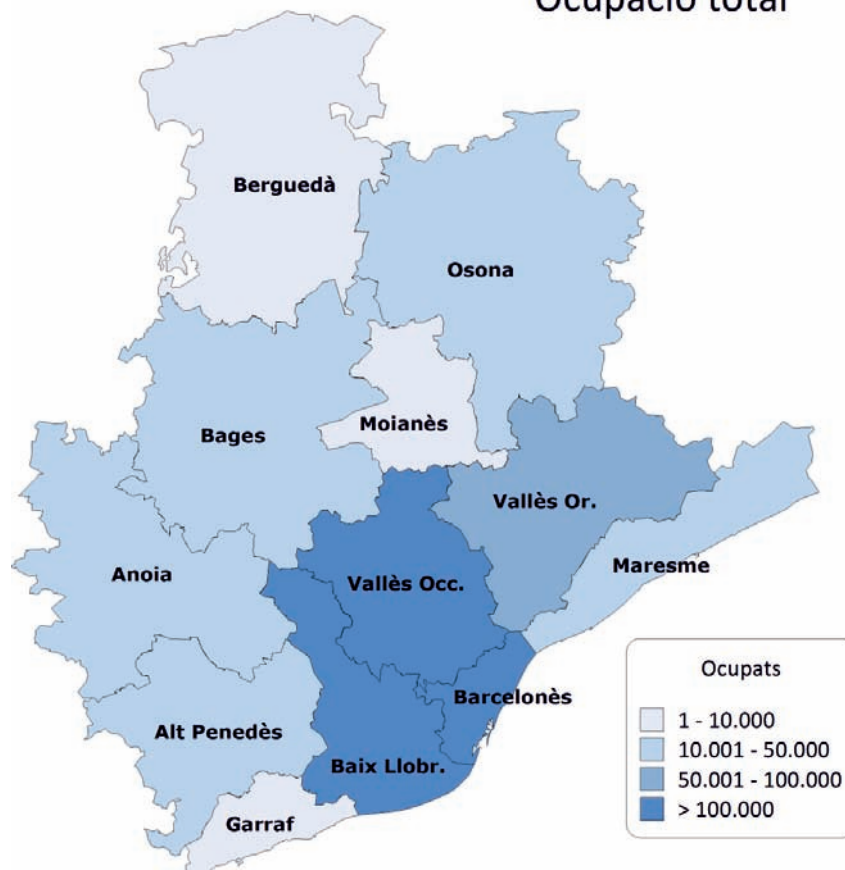 Ocupació total
Berguedà
Osona
Moianès
Bages
Vallès Or.
Maresme
Anoia
Vallès Occ.
Barcelonès
Alt Penedès
Baix Llobr.
Garraf
Ocupats
1 - 10.000
10.001 - 50.000
50.001 - 100.000
> 100.000